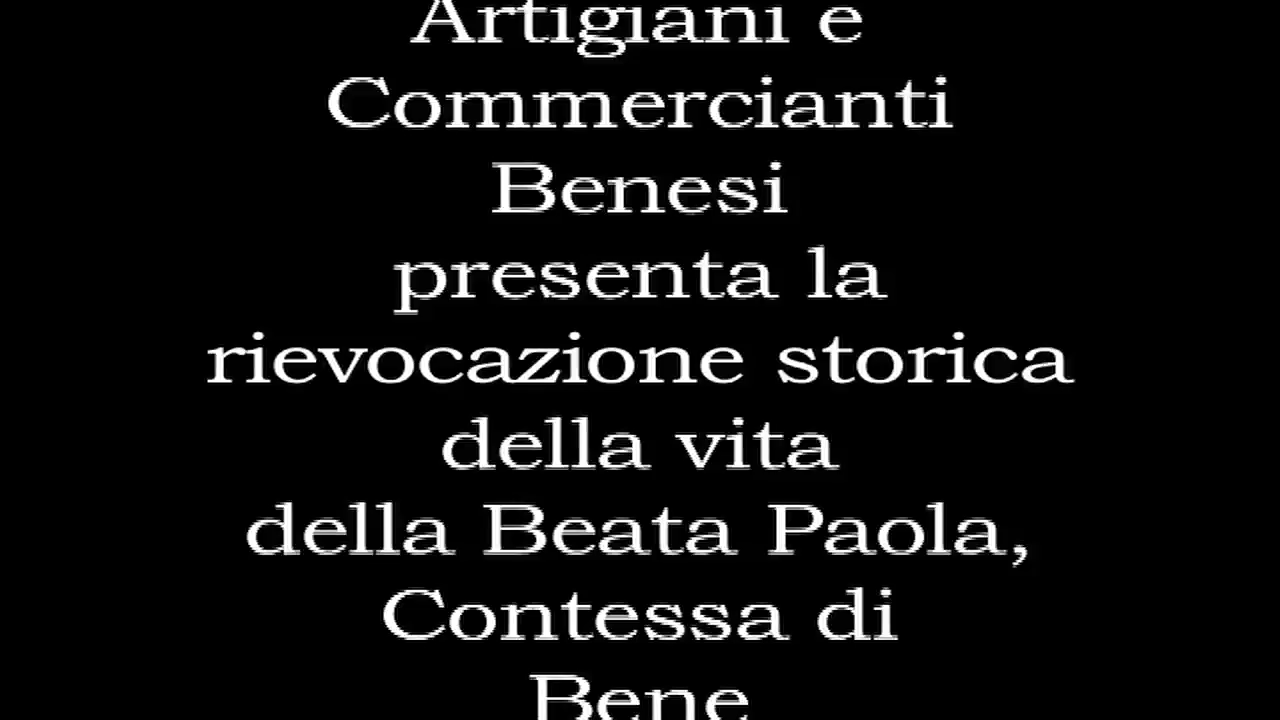 Artigiani e
Commercianti
Benesi
presenta la
rievocazione storica
della vita
della Beata Paola,
Contessa di
Bene